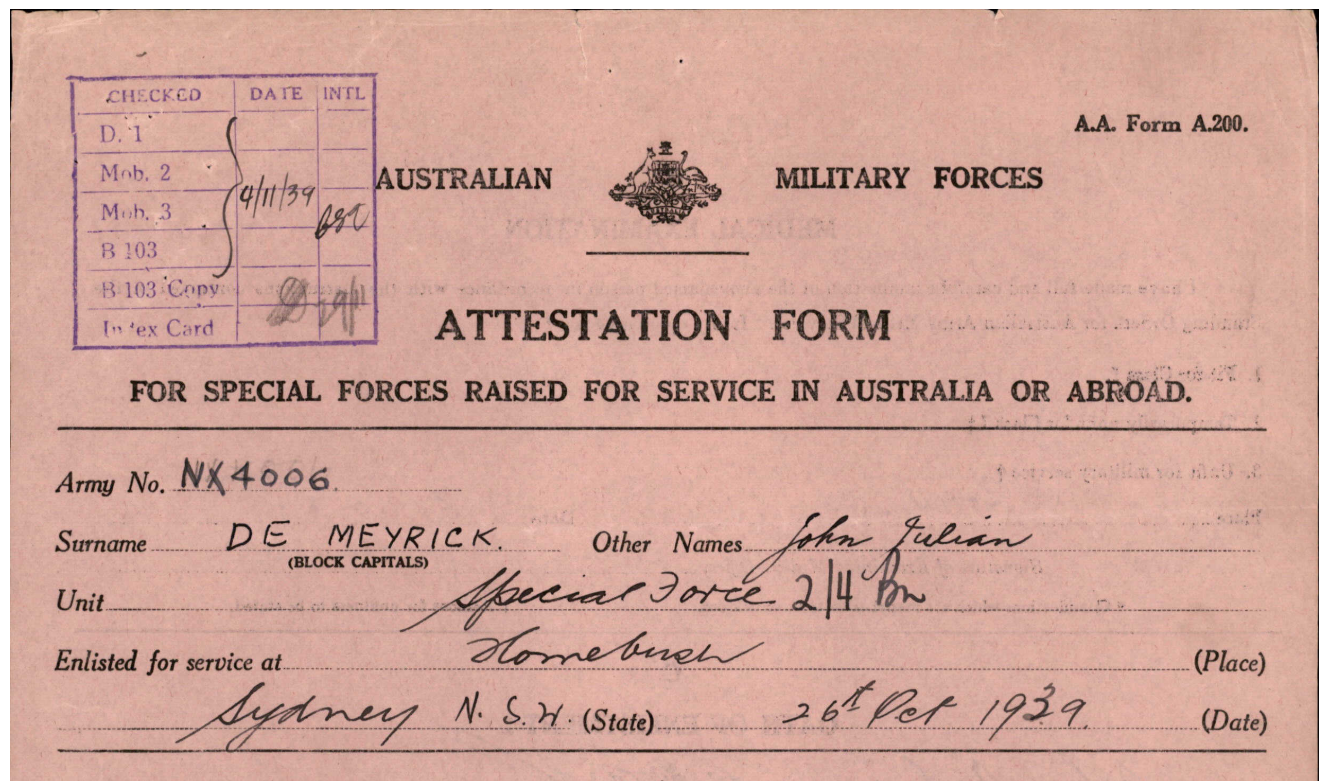 CHECKED DATE INTL
D. 1
Mob. 2
Mob. 3
B 103
B 103 Copy
Index Card
4/11/39
A.A. Form A.200.
AUSTRALIAN MILITARY FORCES
AUSTRALIA
ATTESTATION FORM
FOR SPECIAL FORCES RAISED FOR SERVICE IN AUSTRALIA OR ABROAD.
Army No. NX4006
Surname DE MEYRICK. Other Names John Julian
(BLOCK CAPITALS)
Unit Special Force 2/4 Bn
Enlisted for service at Homebush (Place)
Sydney N.S.W. (State) 26th Oct 1939 (Date)